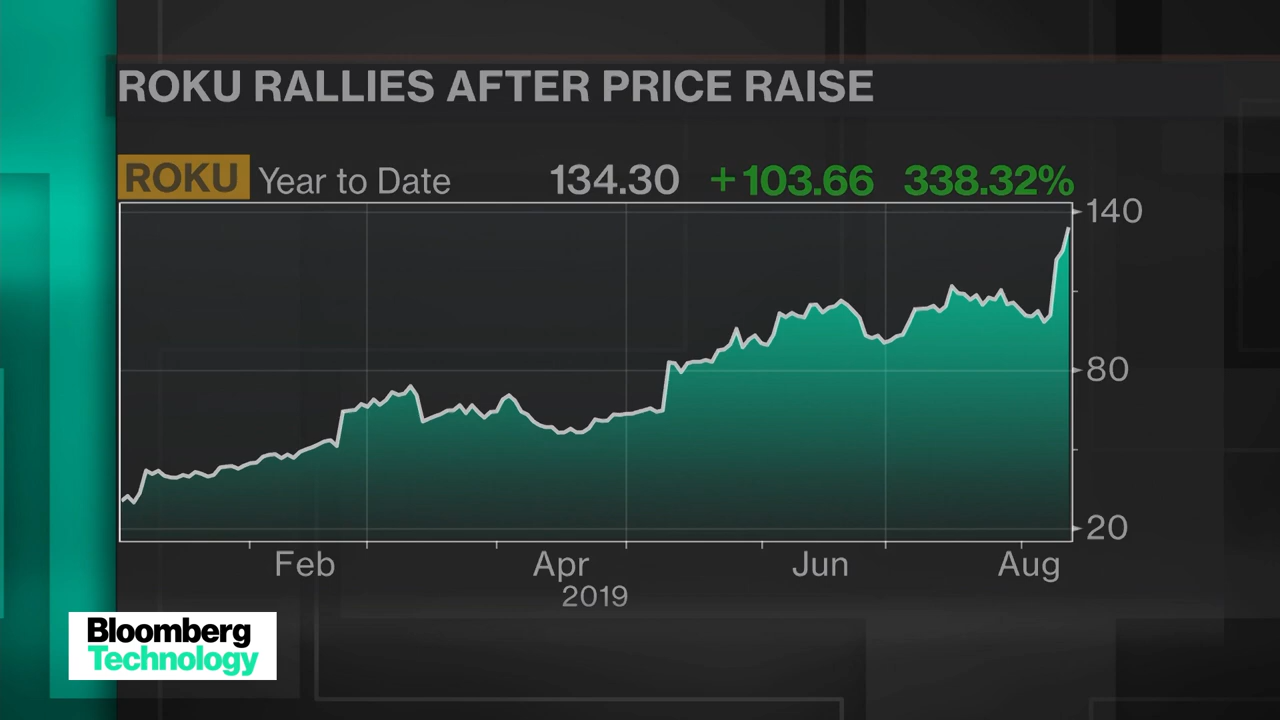 ROKU RALLIES AFTER PRICE RAISE
ROKU Year to Date 134.30 +103.66 338.32%
140
80
20
Feb Apr Jun Aug
2019
Bloomberg
Technology